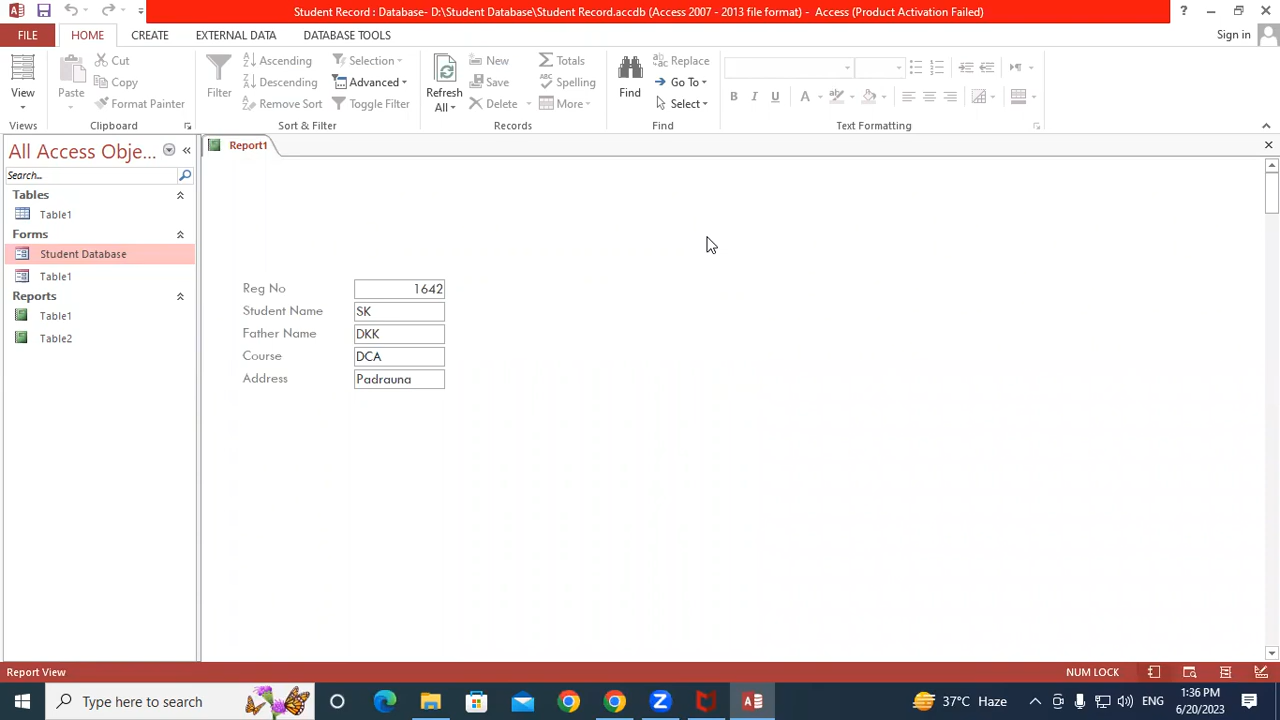 Student Record : Database- D:\Student Database\Student Record.accdb (Access 2007 - 2013 file format) - Access (Product Activation Failed)
FILE HOME CREATE EXTERNAL DATA DATABASE TOOLS Sign in
View
Views
Paste
Cut
Copy
Format Painter
Clipboard
Filter
Ascending
Descending
Remove Sort
Selection
Advanced
Toggle Filter
Sort & Filter
Refresh
All
New
Save
Delete
Totals
Spelling
More
Records
Find
Replace
Go To
Select
Find
B I U A
Text Formatting
All Access Obje...
Search...
Tables
Table1
Forms
Student Database
Table1
Reports
Table1
Table2
Report1
Reg No 1642
Student Name SK
Father Name DKK
Course DCA
Address Padrauna
Report View NUM LOCK
Type here to search
37°C Haze
ENG
1:36 PM
6/20/2023